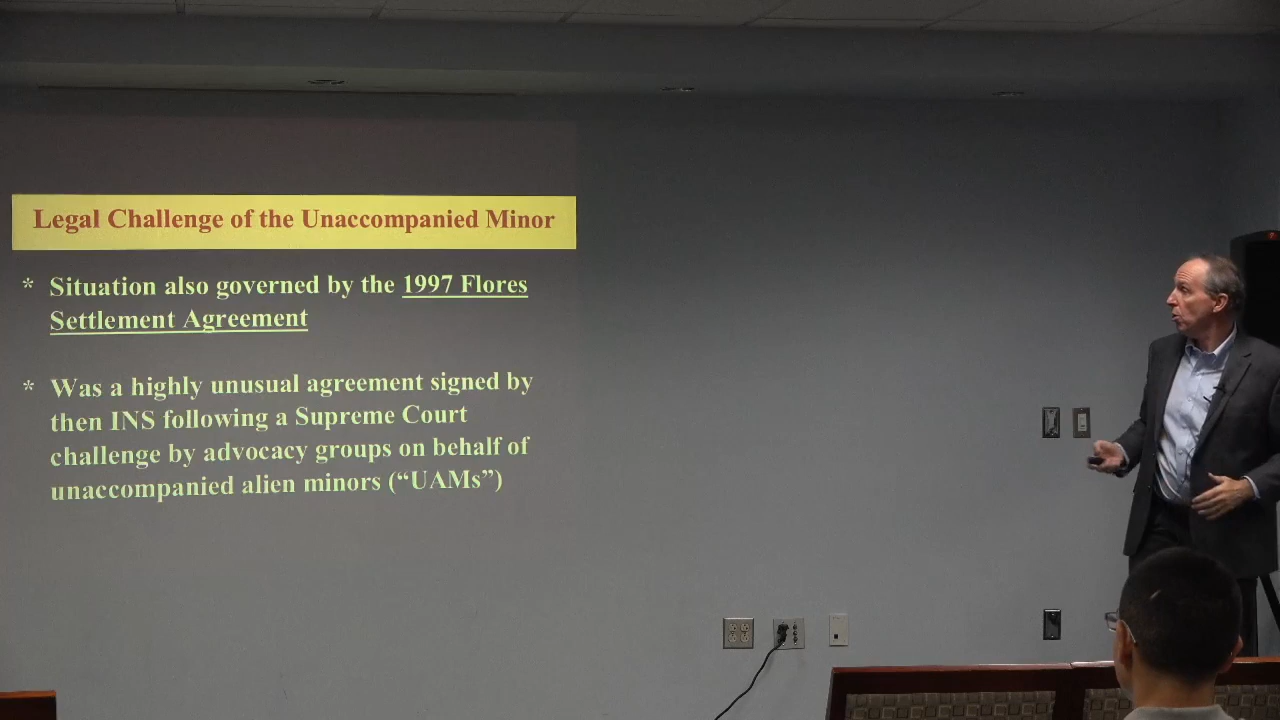 Legal Challenge of the Unaccompanied Minor
* Situation also governed by the 1997 Flores
Settlement Agreement
* Was a highly unusual agreement signed by
then INS following a Supreme Court
challenge by advocacy groups on behalf of
unaccompanied alien minors (“UAMs”)